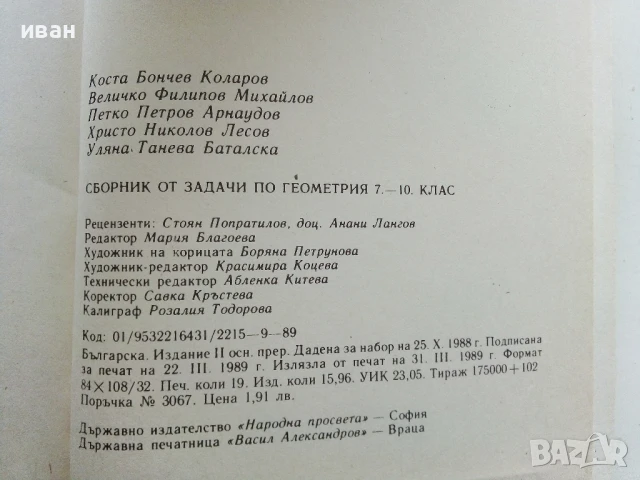 иван
Коста Бончев Коларов
Величко Филипов Михайлов
Петко Петров Арнаудов
Христо Николов Лесов
Уляна Танева Баталска
СБОРНИК ОТ ЗАДАЧИ ПО ГЕОМЕТРИЯ 7.—10. КЛАС
Рецензенти: Стоян Попратилов, доц. Анани Лангов
Редактор Мария Благоева
Художник на корицата Боряна Петрунова
Художник-редактор Красимира Коцева
Технически редактор Абленка Китева
Коректор Савка Кръстева
Калиграф Розалия Тодорова
Код: 01/9532216431/2215—9—89
Българска. Издание II осн. прер. Дадена за набор на 25. X. 1988 г. Подписана
за печат на 22. III. 1989 г. Излязла от печат на 31. III. 1989 г. Формат
84×108/32. Печ. коли 19. Изд. коли 15,96. УИК 23,05. Тираж 175000+102
Поръчка № 3067. Цена 1,91 лв.
Държавно издателство «Народна просвета» — София
Държавна печатница «Васил Александров» — Враца
BAZAR